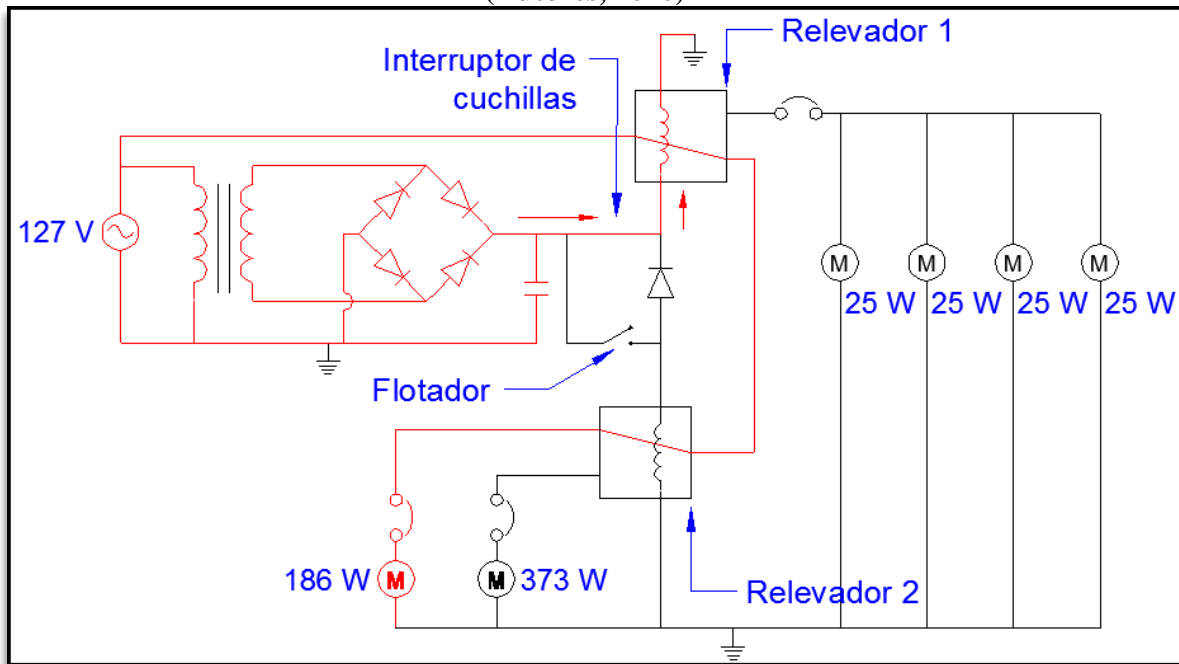 Relevador 1
Interruptor de
cuchillas
127 V
M
M
M
M
25 W
25 W
25 W
25 W
Flotador
186 W
M
M
373 W
Relevador 2